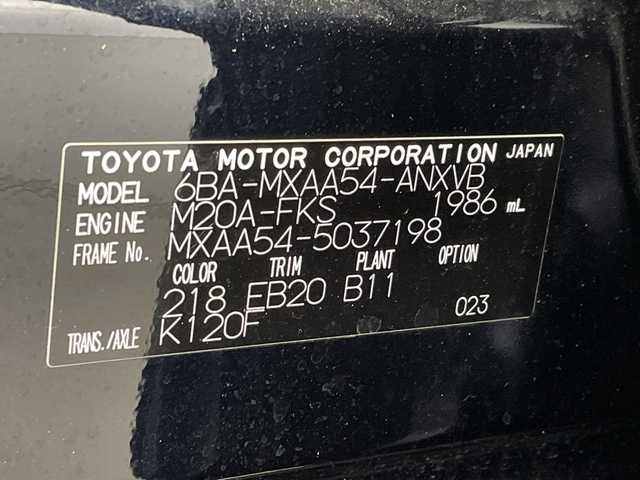 TOYOTA MOTOR CORPORATION JAPAN
MODEL 6BA-MXAA54-ANXVB
ENGINE M20A-FKS 1986 mL
FRAME No. MXAA54-5037198
COLOR TRIM PLANT OPTION
218 EB20 B11
023
TRANS./AXLE K120F